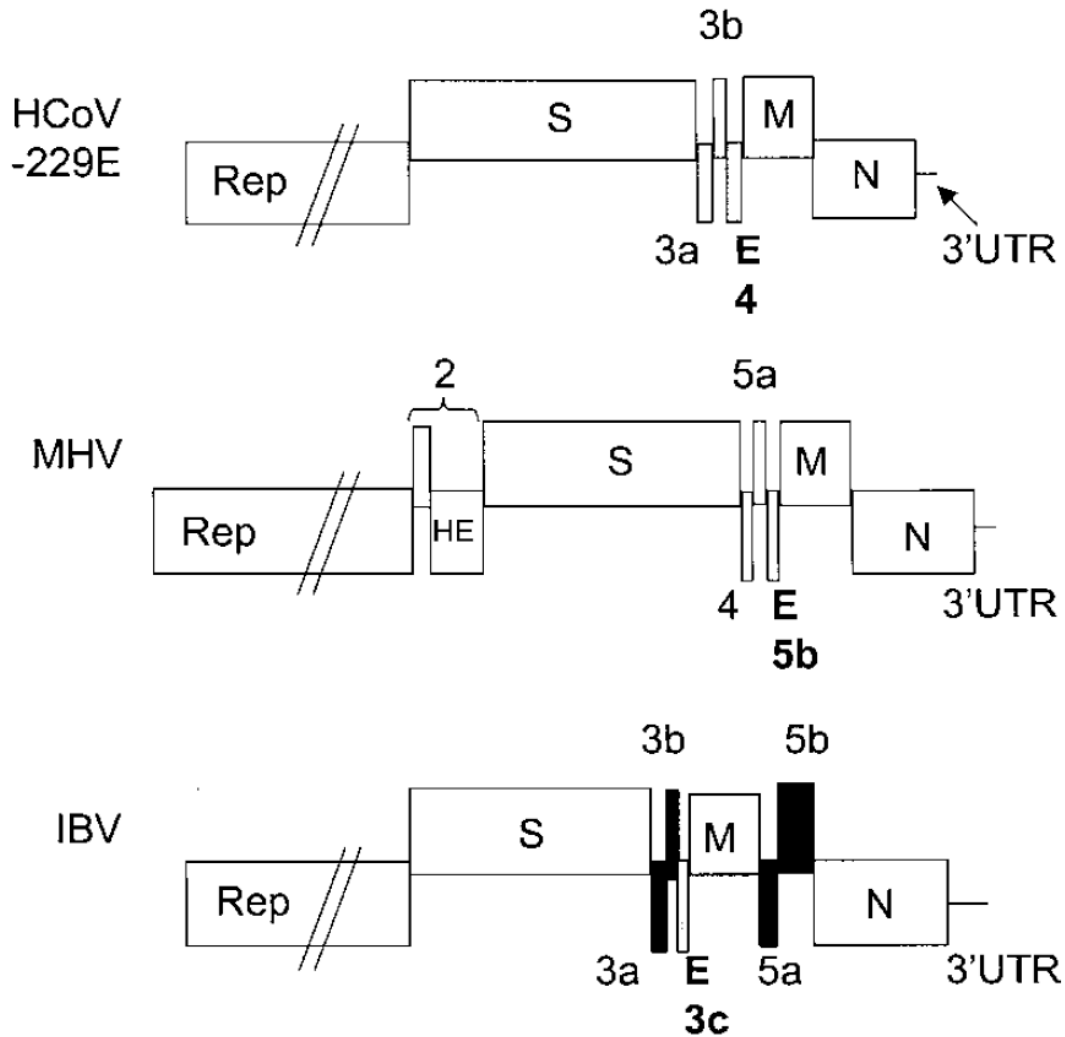 3b
HCoV
-229E
Rep
S
M
N
3a
E
4
3'UTR
2
5a
MHV
Rep
HE
S
M
N
4
E
5b
3'UTR
3b
5b
IBV
Rep
S
M
N
3a
E
3c
5a
3'UTR